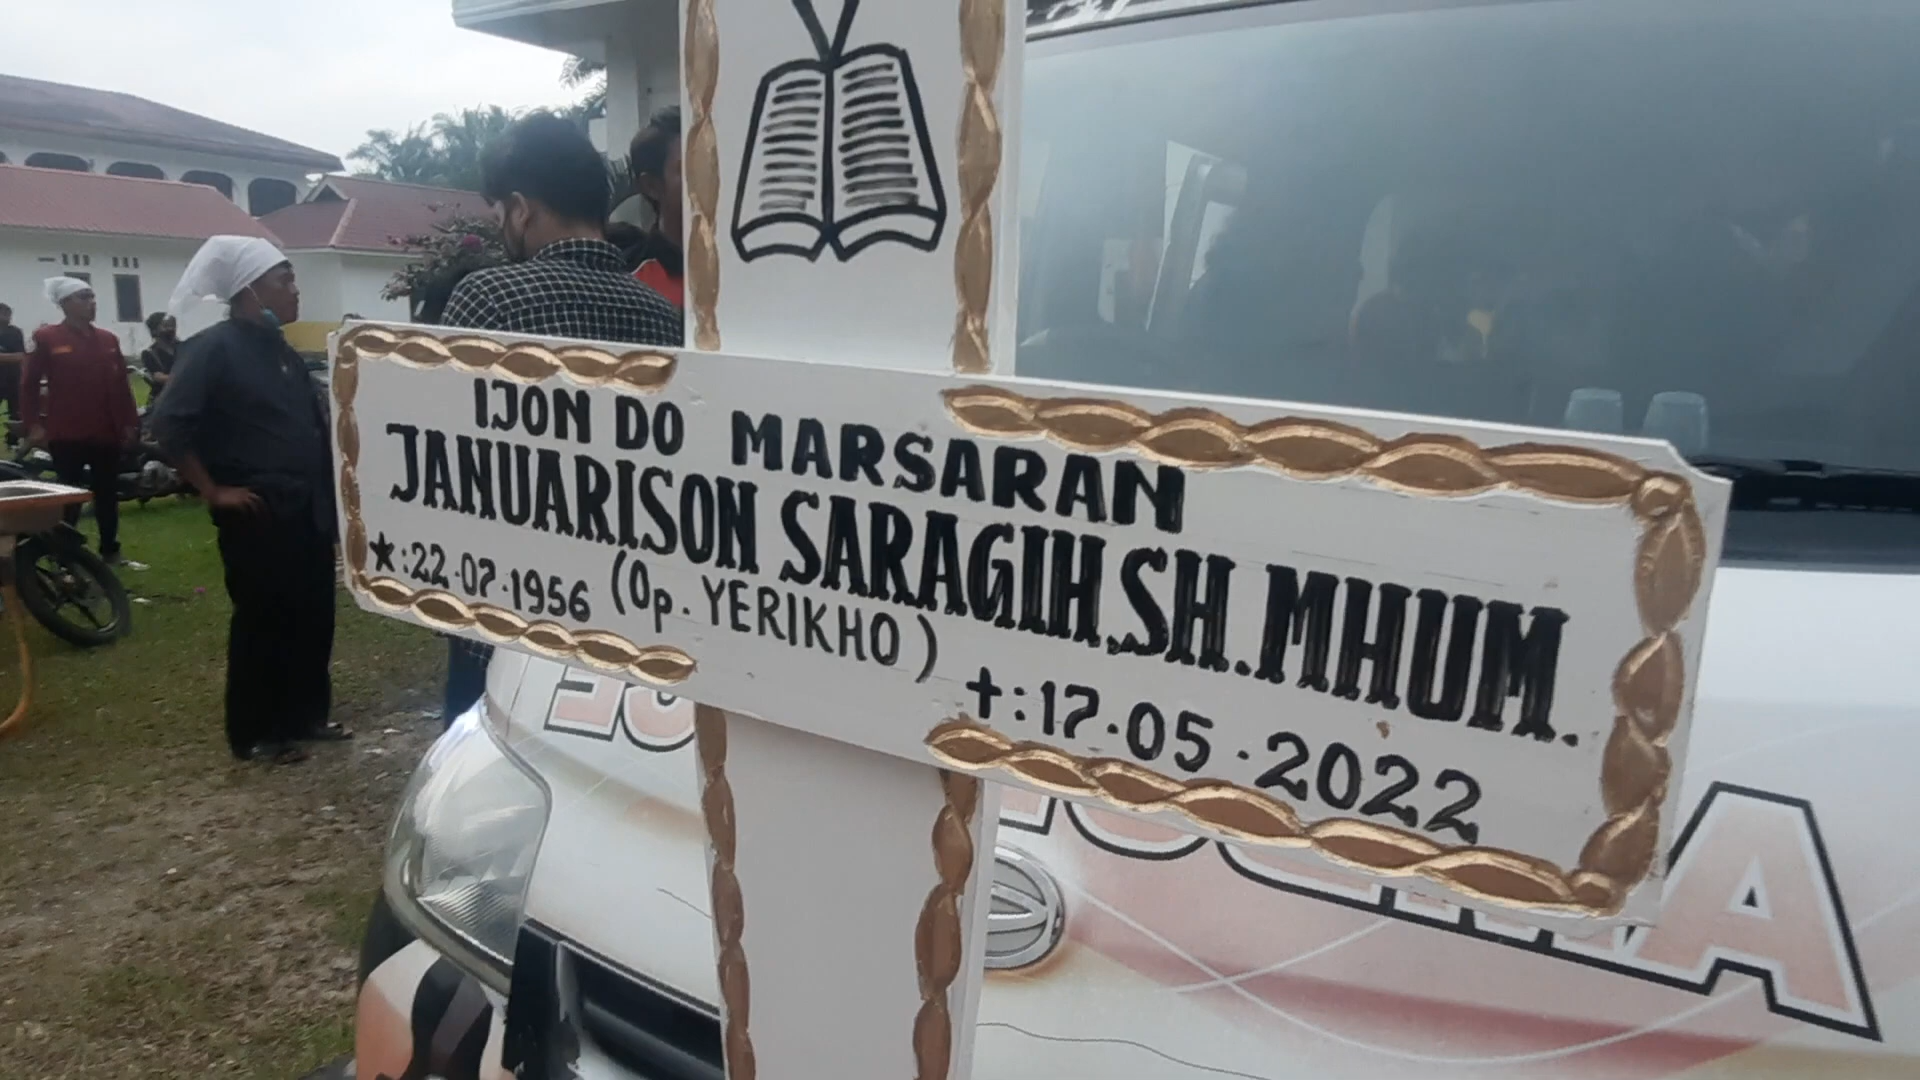 IJON DO MARSARAN
JANUARISON SARAGIH,SH.MHUM.
★:22.07.1956 (Op. YERIKHO) ✝:17.05.2022